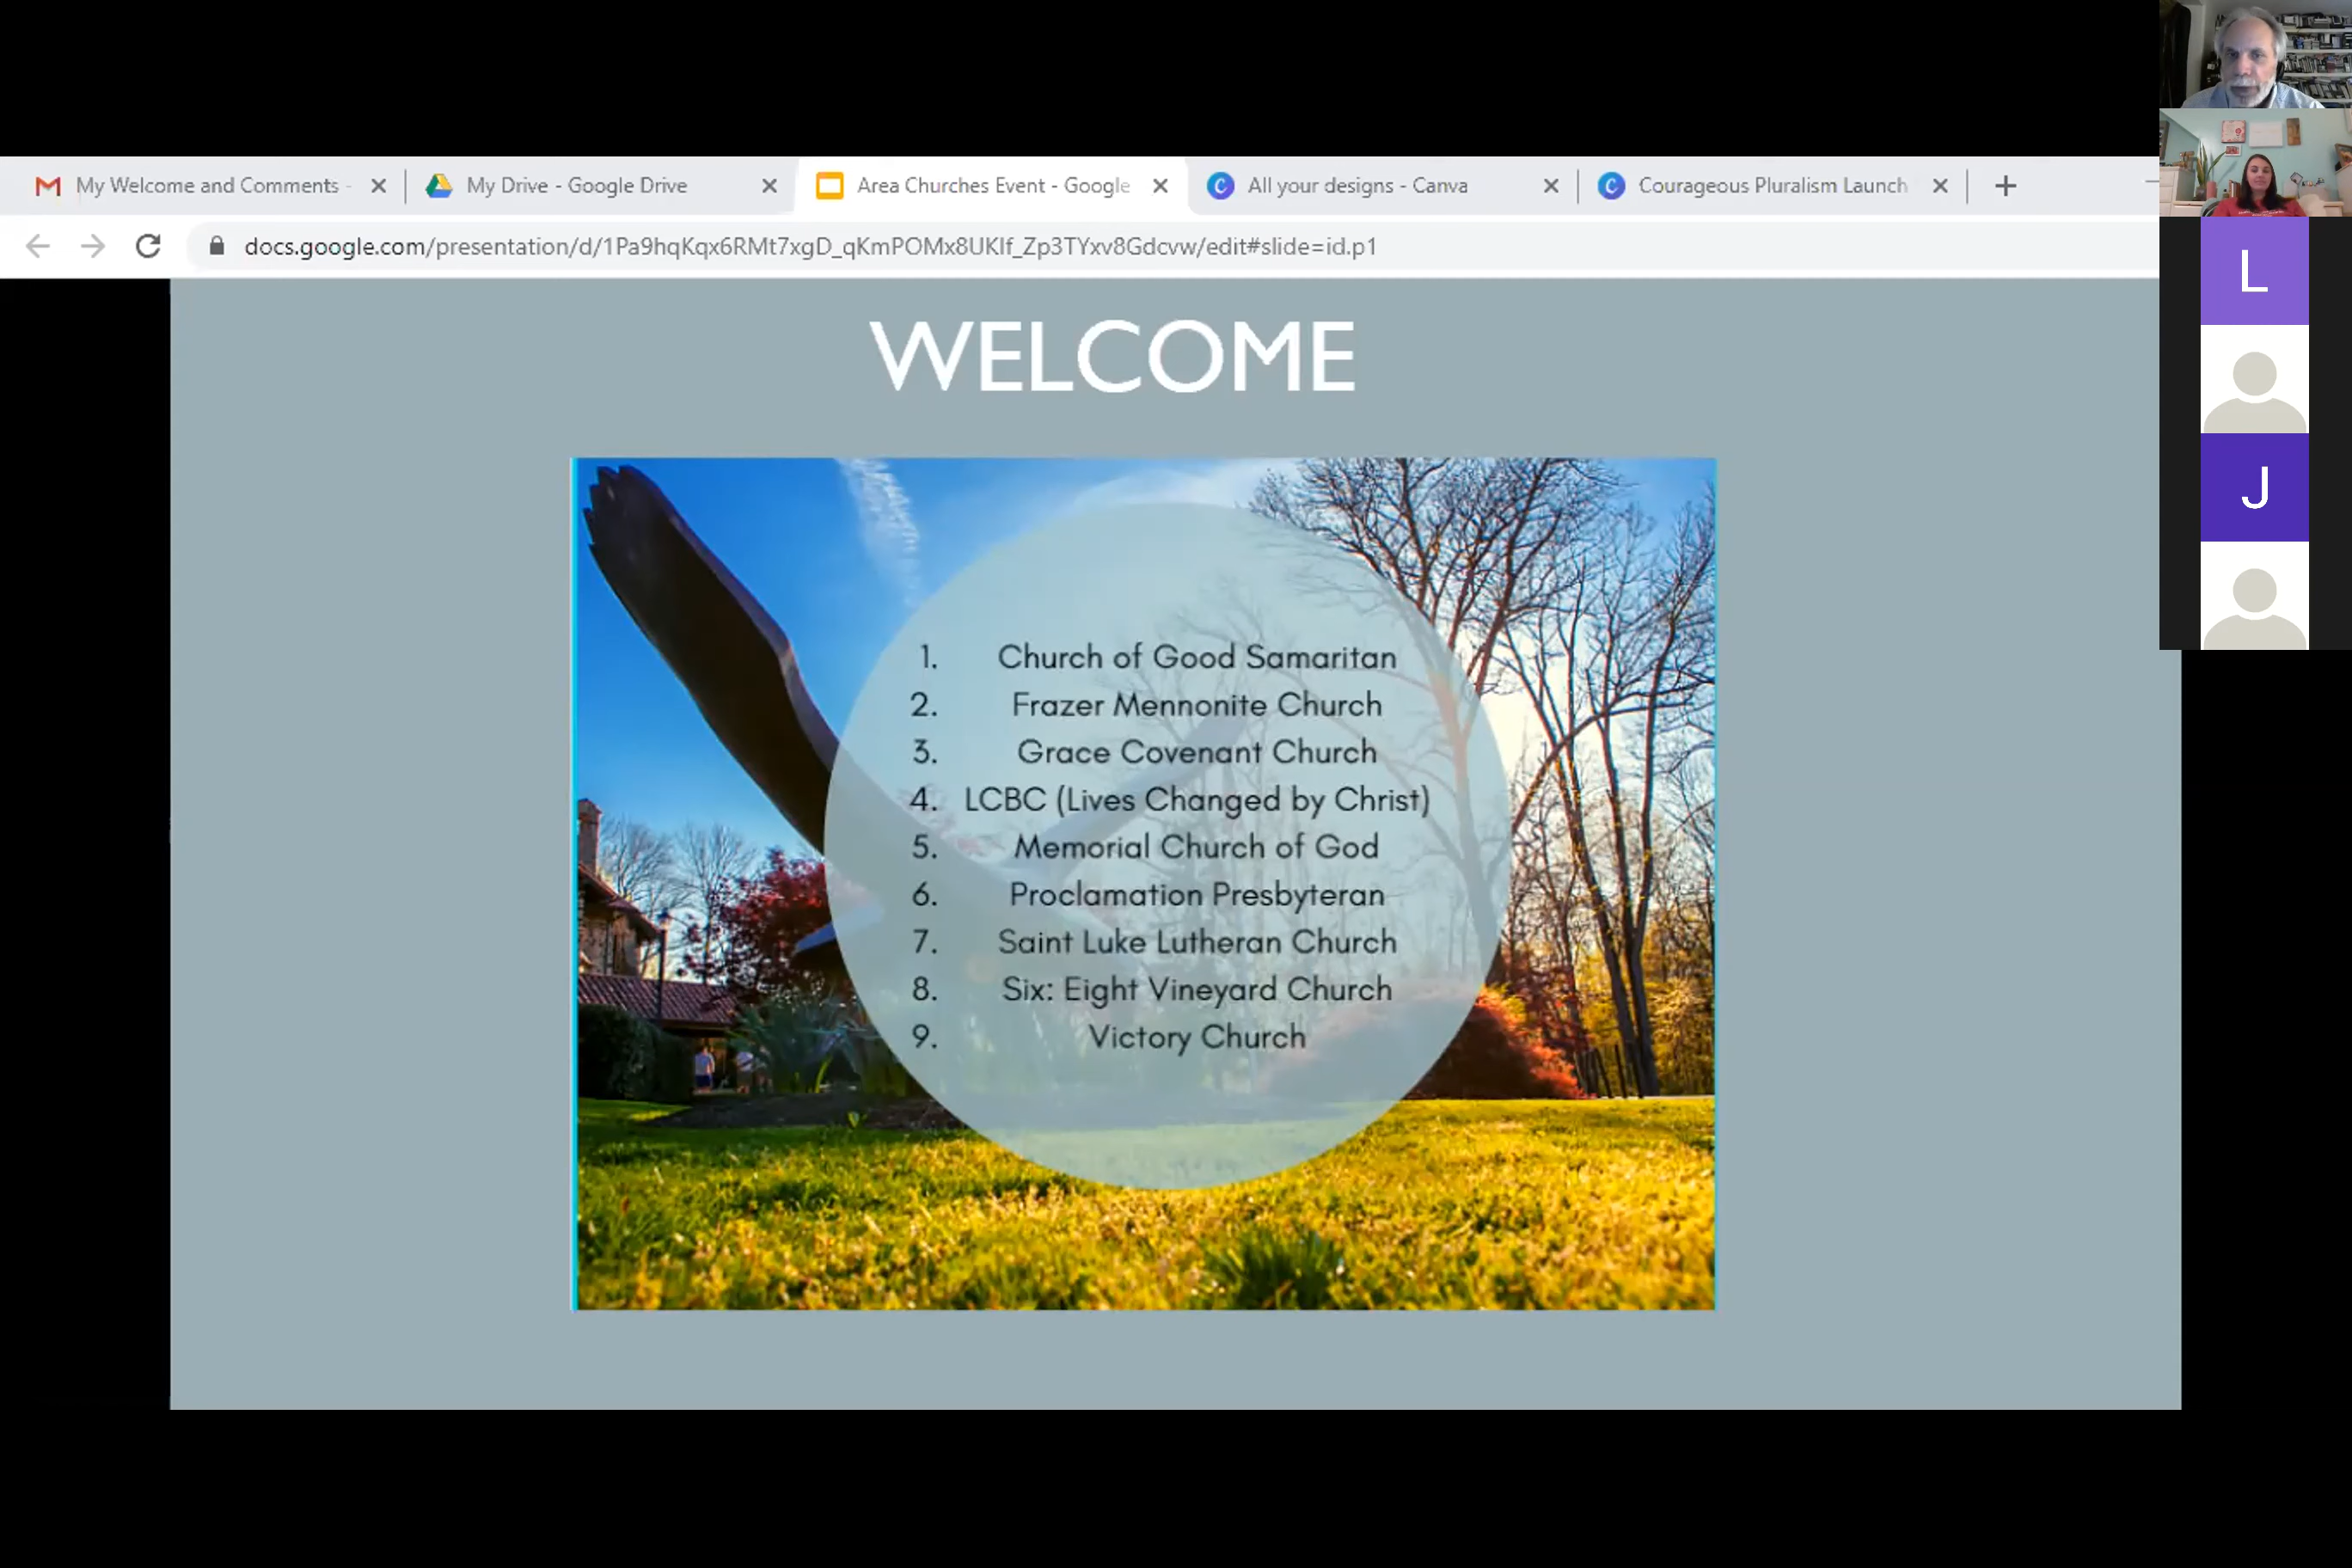 My Welcome and Comments -
My Drive - Google Drive
Area Churches Event - Google
All your designs - Canva
Courageous Pluralism Launch
docs.google.com/presentation/d/1Pa9hqKqx6RMt7xgD_qKmPOMx8UKlf_Zp3TYxv8Gdcvw/edit#slide=id.p1
L
J
WELCOME
1. Church of Good Samaritan
2. Frazer Mennonite Church
3. Grace Covenant Church
4. LCBC (Lives Changed by Christ)
5. Memorial Church of God
6. Proclamation Presbyteran
7. Saint Luke Lutheran Church
8. Six: Eight Vineyard Church
9. Victory Church